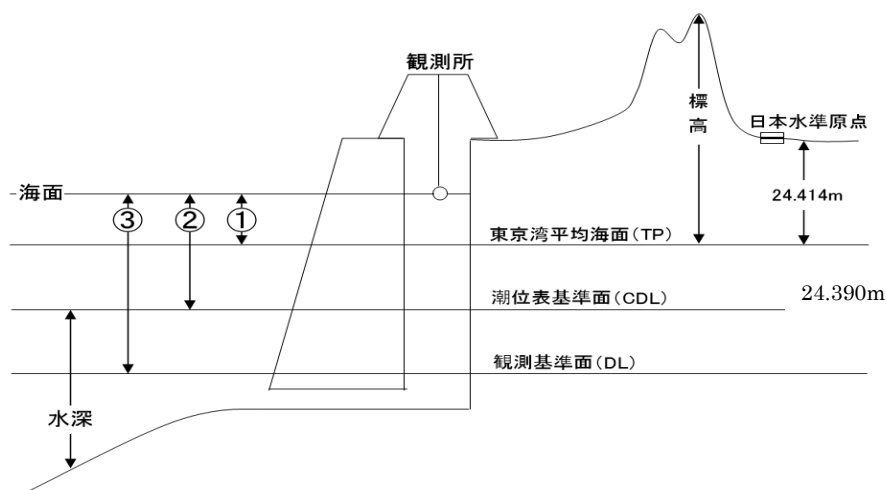 観測所
標高
日本水準原点
海面
24.414m
③
②
①
東京湾平均海面(TP)
潮位表基準面(CDL)
24.390m
観測基準面(DL)
水深